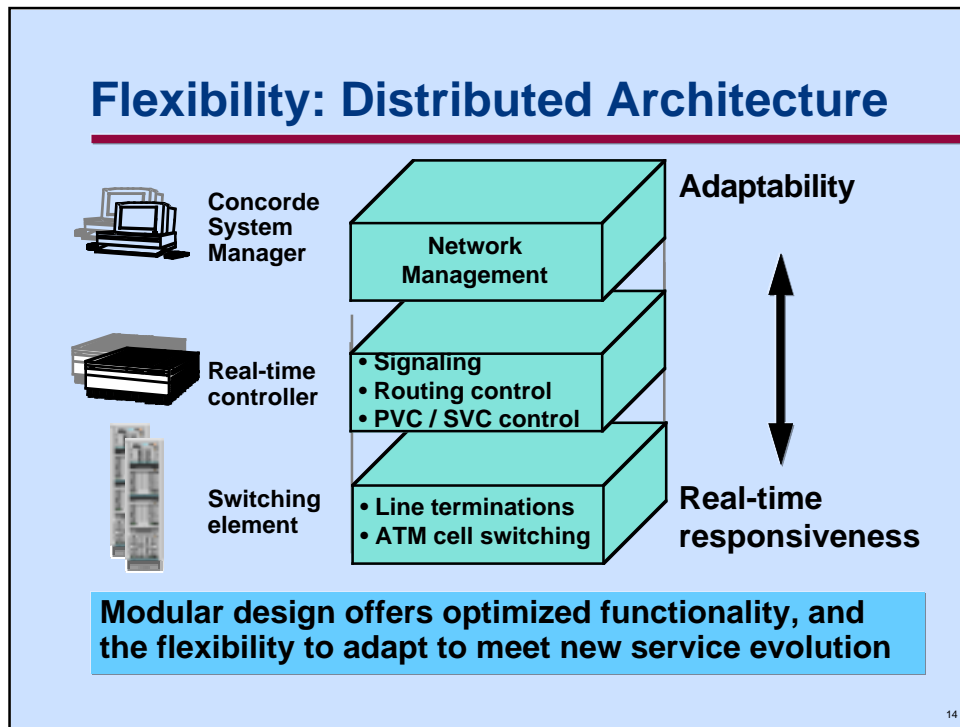 Flexibility: Distributed Architecture
Concorde
System
Manager
Network
Management
Adaptability
Real-time
controller
• Signaling
• Routing control
• PVC / SVC control
Switching
element
• Line terminations
• ATM cell switching
Real-time
responsiveness
Modular design offers optimized functionality, and
the flexibility to adapt to meet new service evolution
14